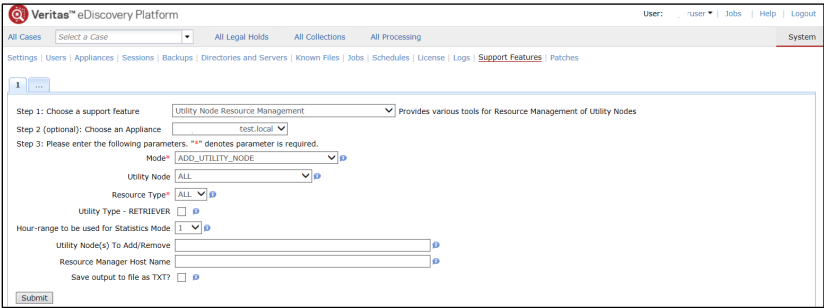 Veritas™ eDiscovery Platform
User: ruser | Jobs | Help | Logout
All Cases Select a Case All Legal Holds All Collections All Processing System
Settings | Users | Appliances | Sessions | Backups | Directories and Servers | Known Files | Jobs | Schedules | License | Logs | Support Features | Patches
1 ...
Step 1: Choose a support feature Utility Node Resource Management Provides various tools for Resource Management of Utility Nodes
Step 2 (optional): Choose an Appliance test.local
Step 3: Please enter the following parameters. "*" denotes parameter is required.
Mode* ADD_UTILITY_NODE
Utility Node ALL
Resource Type* ALL
Utility Type - RETRIEVER
Hour-range to be used for Statistics Mode 1
Utility Node(s) To Add/Remove
Resource Manager Host Name
Save output to file as TXT?
Submit